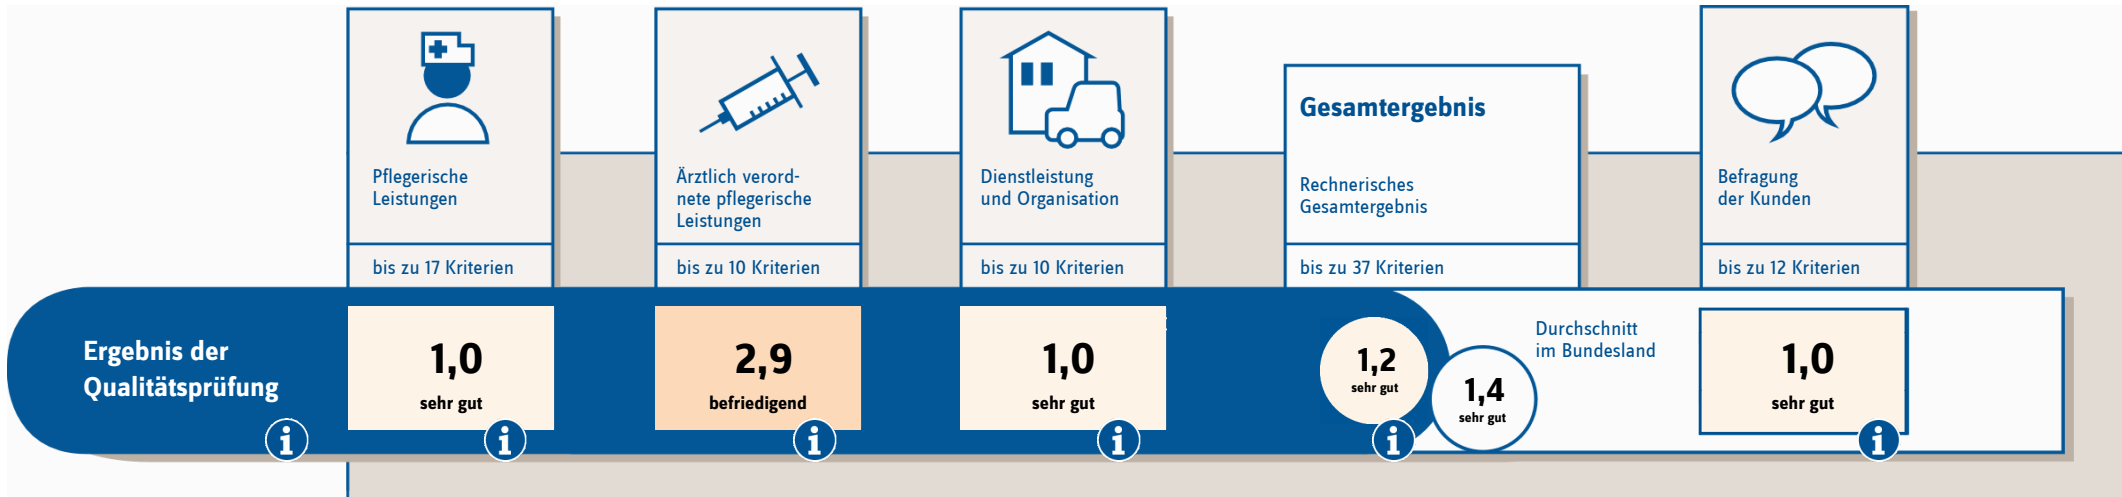 Pflegerische
Leistungen
bis zu 17 Kriterien
Ärztlich verord-
nete pflegerische
Leistungen
bis zu 10 Kriterien
Dienstleistung
und Organisation
bis zu 10 Kriterien
Gesamtergebnis
Rechnerisches
Gesamtergebnis
bis zu 37 Kriterien
Befragung
der Kunden
bis zu 12 Kriterien
Ergebnis der
Qualitätsprüfung
i
1,0
sehr gut
i
2,9
befriedigend
i
1,0
sehr gut
i
1,2
sehr gut
i
1,4
sehr gut
Durchschnitt
im Bundesland
1,0
sehr gut
i